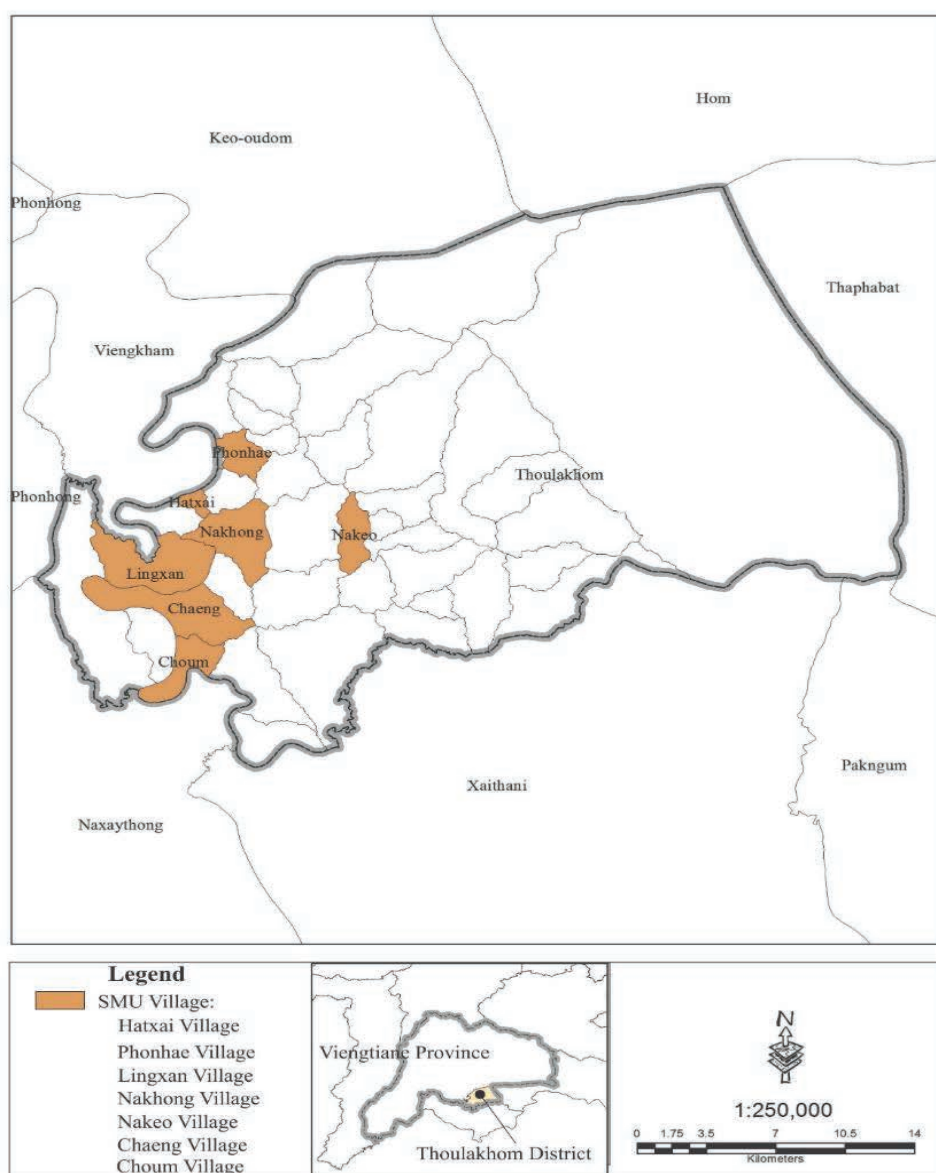 Hom
Keo-oudom
Phonhong
Thaphabat
Viengkham
Phonhae
Thoulakhom
Phonhong
Hatxai
Nakhong
Nakeo
Lingxan
Chaeng
Choum
Pakngum
Xaithani
Naxaythong
Legend
SMU Village:
Hatxai Village
Phonhae Village
Lingxan Village
Nakhong Village
Nakeo Village
Chaeng Village
Choum Village
Viengtiane Province
Thoulakhom District
N
1:250,000
0 1.75 3.5 7 10.5 14
Kilometers